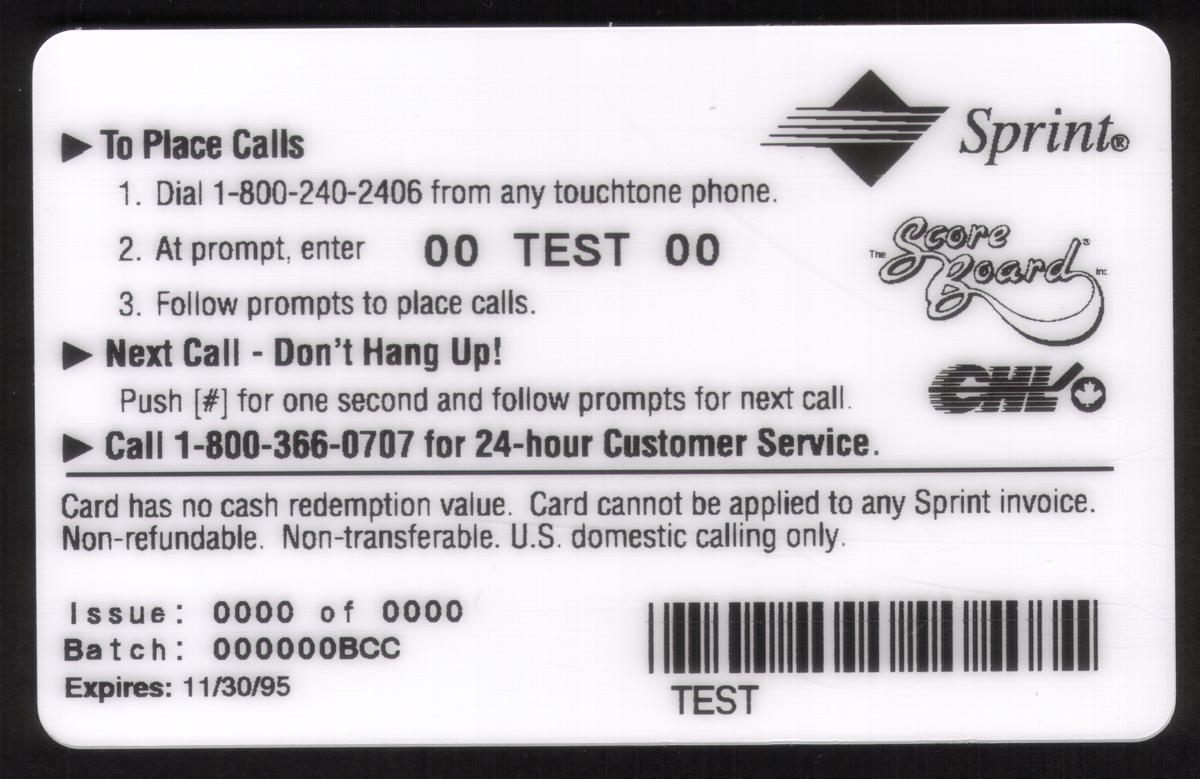 ▶ To Place Calls
1. Dial 1-800-240-2406 from any touchtone phone.
2. At prompt, enter 00 TEST 00
3. Follow prompts to place calls.
▶ Next Call - Don't Hang Up!
Push [#] for one second and follow prompts for next call.
▶ Call 1-800-366-0707 for 24-hour Customer Service.
Sprint®
The Score Board® Inc.
CHL
Card has no cash redemption value. Card cannot be applied to any Sprint invoice.
Non-refundable. Non-transferable. U.S. domestic calling only.
Issue: 0000 of 0000
Batch: 000000BCC
Expires: 11/30/95
TEST